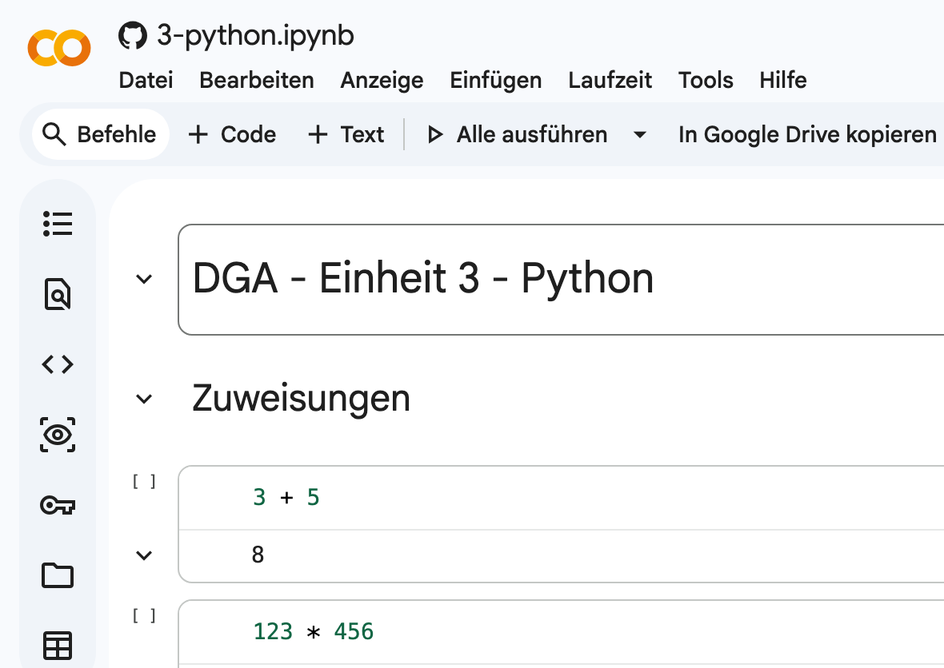 3-python.ipynb
Datei Bearbeiten Anzeige Einfügen Laufzeit Tools Hilfe
Befehle + Code + Text Alle ausführen In Google Drive kopieren
DGA - Einheit 3 - Python
Zuweisungen
[ ] 3 + 5
8
[ ] 123 * 456